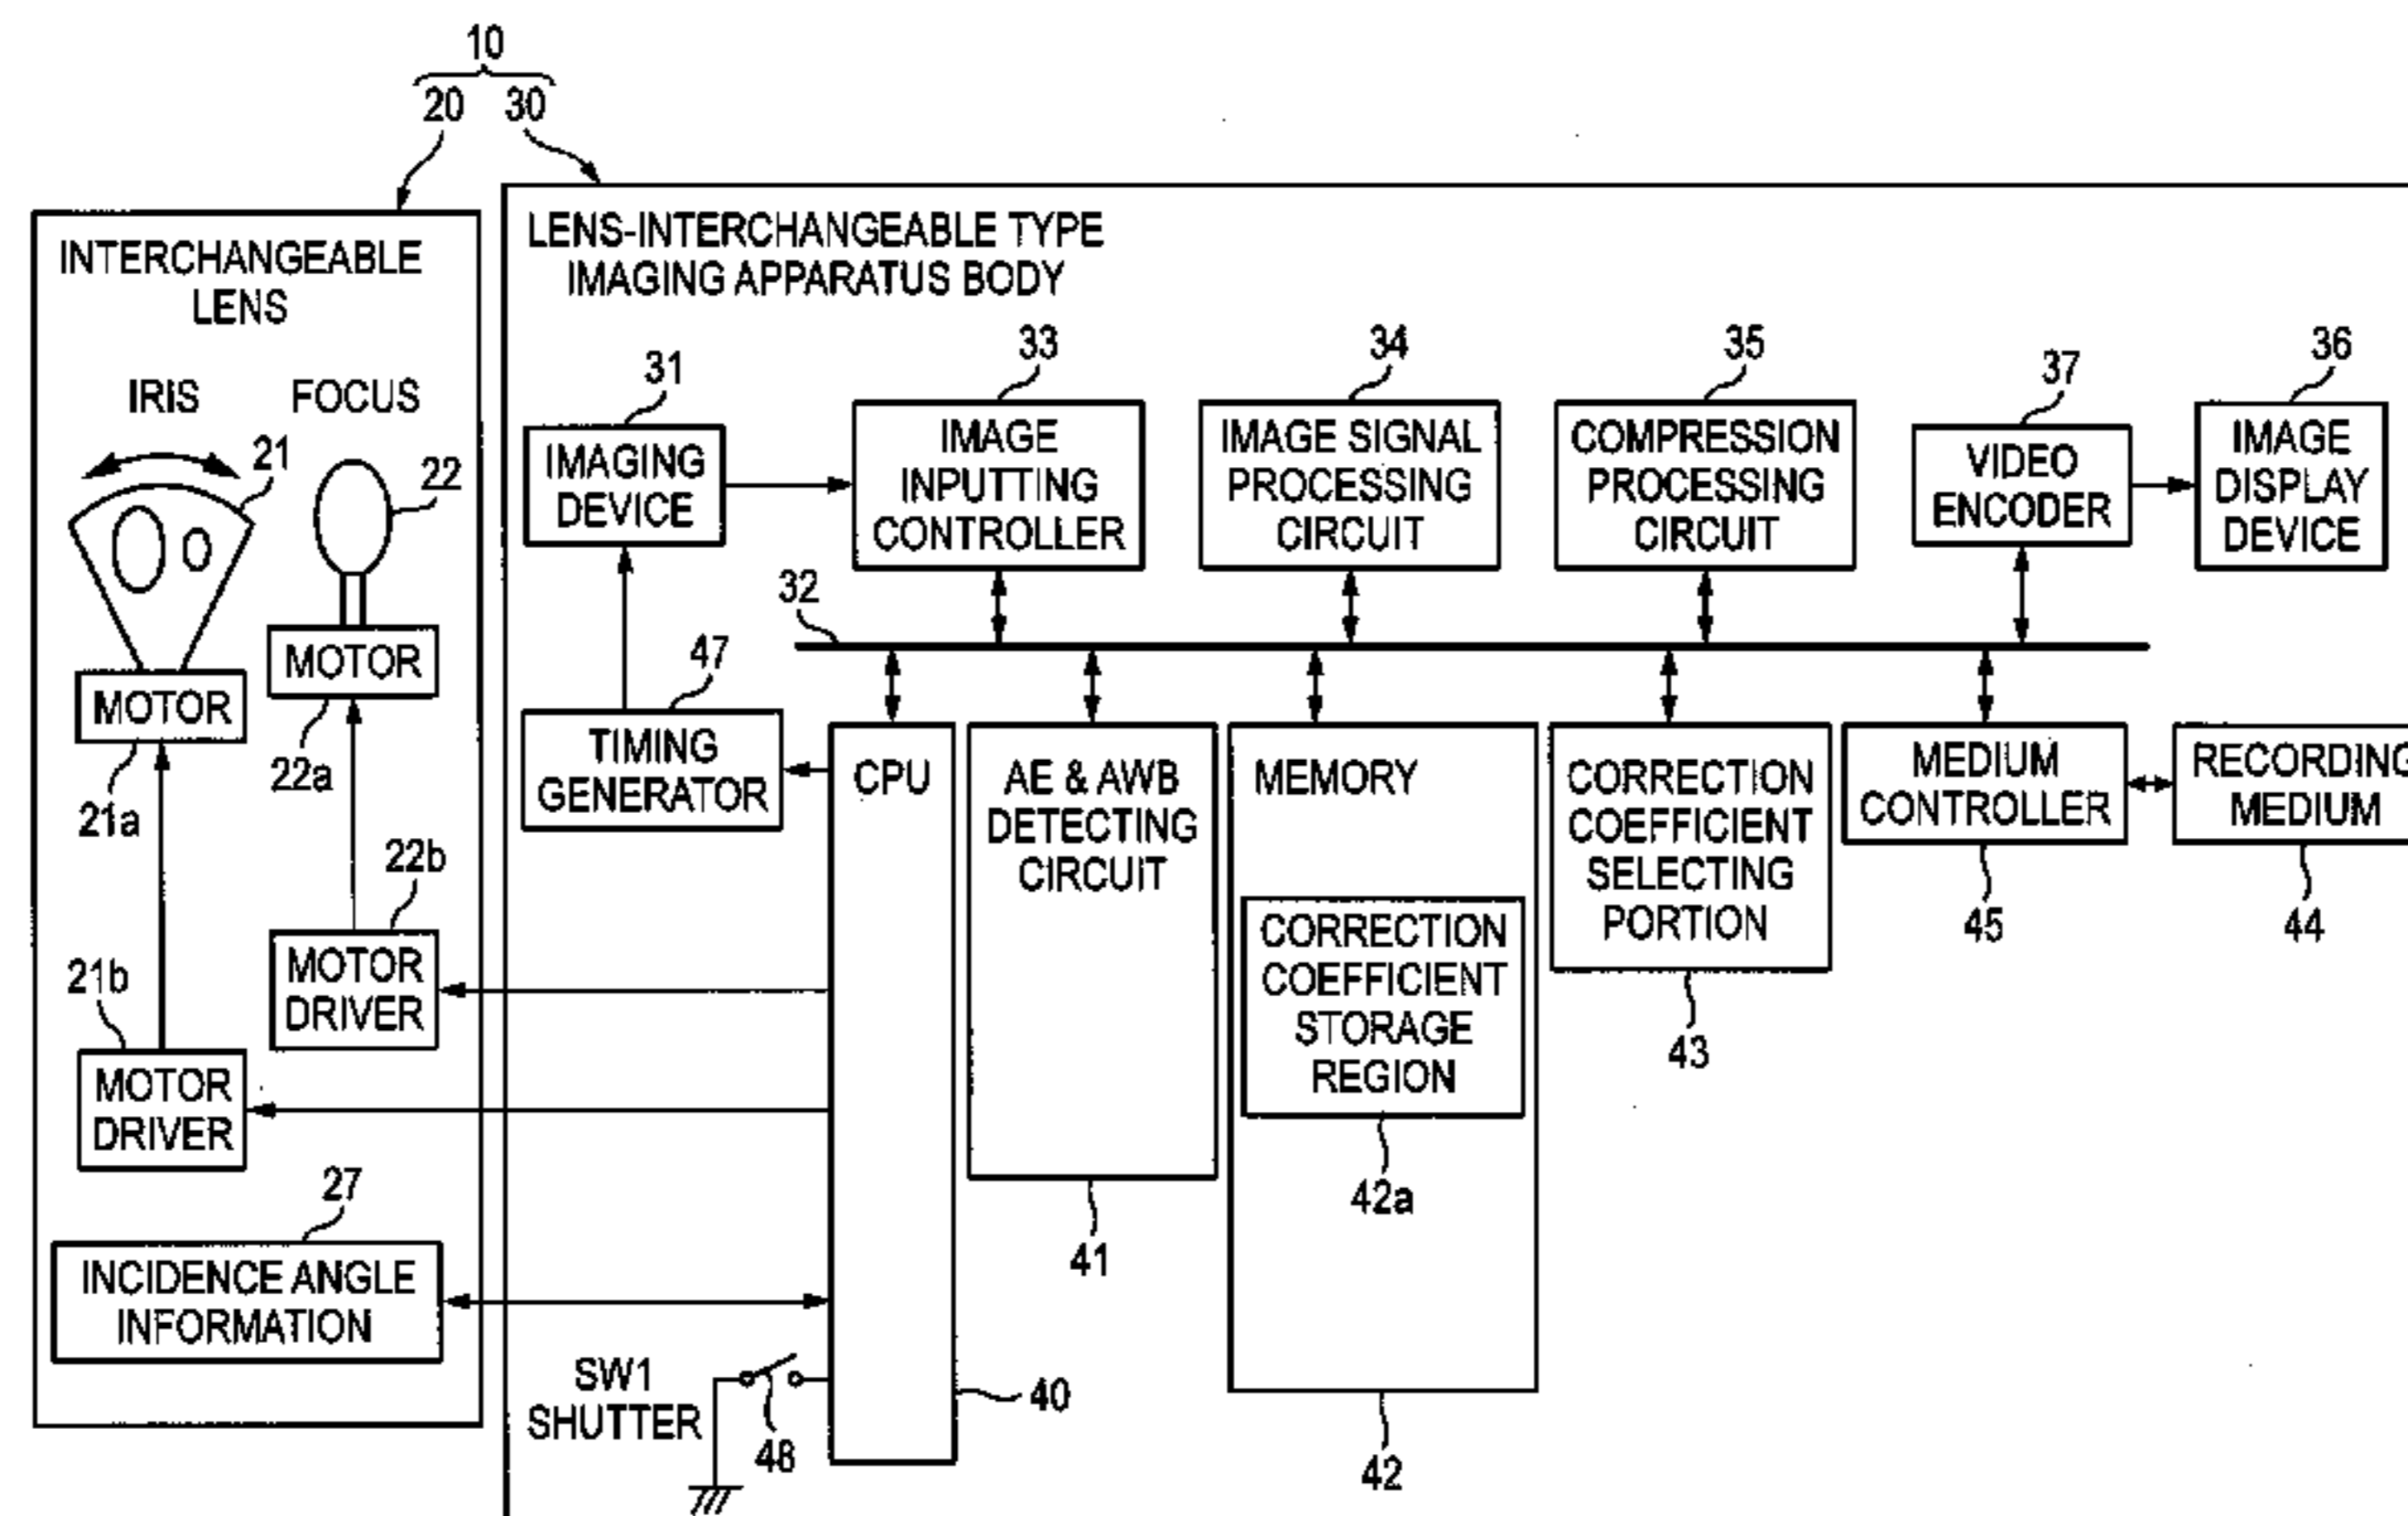 10
20 30
INTERCHANGEABLE
LENS
IRIS FOCUS
21
22
MOTOR
22a
MOTOR
21a
22b
MOTOR
DRIVER
21b
MOTOR
DRIVER
27
INCIDENCE ANGLE
INFORMATION
LENS-INTERCHANGEABLE TYPE
IMAGING APPARATUS BODY
31
IMAGING
DEVICE
33
IMAGE
INPUTTING
CONTROLLER
34
IMAGE SIGNAL
PROCESSING
CIRCUIT
35
COMPRESSION
PROCESSING
CIRCUIT
37
VIDEO
ENCODER
36
IMAGE
DISPLAY
DEVICE
32
47
TIMING
GENERATOR
CPU
40
AE & AWB
DETECTING
CIRCUIT
41
MEMORY
CORRECTION
COEFFICIENT
STORAGE
REGION
42a
42
CORRECTION
COEFFICIENT
SELECTING
PORTION
43
MEDIUM
CONTROLLER
45
RECORDING
MEDIUM
44
SW1
SHUTTER
48